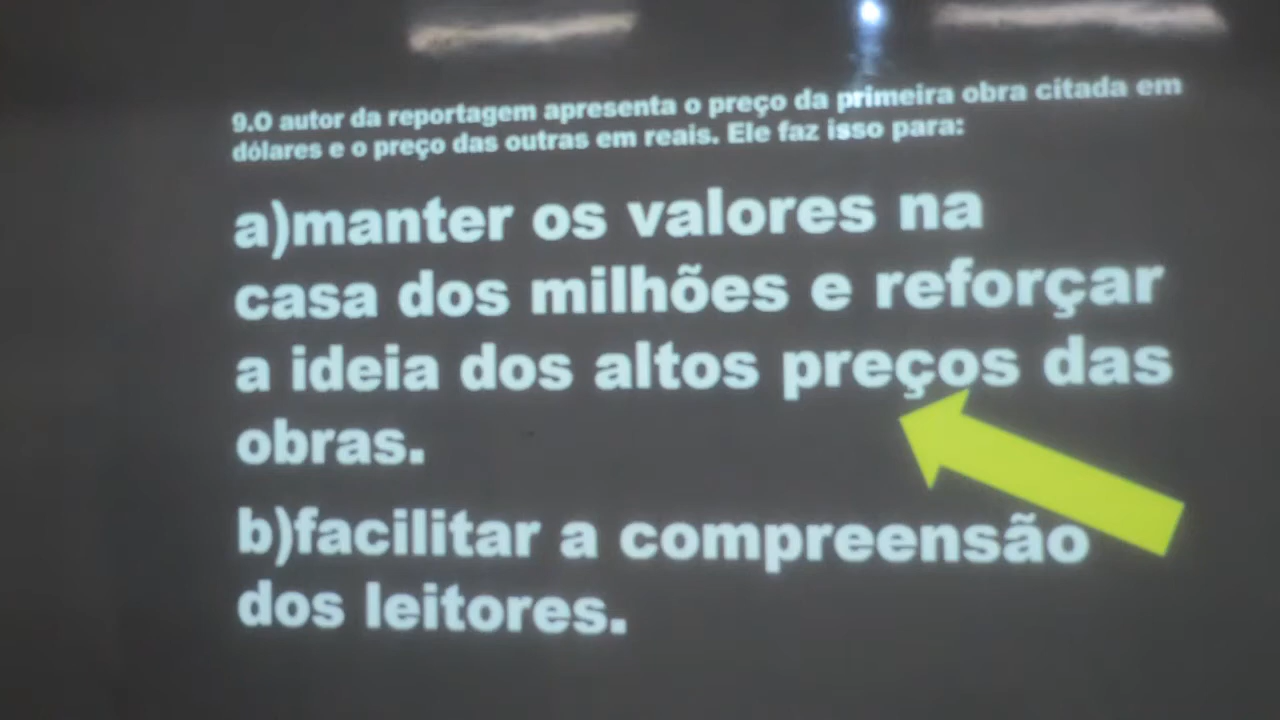 9.O autor da reportagem apresenta o preço da primeira obra citada em
dólares e o preço das outras em reais. Ele faz isso para:
a)manter os valores na
casa dos milhões e reforçar
a ideia dos altos preços das
obras.
b)facilitar a compreensão
dos leitores.